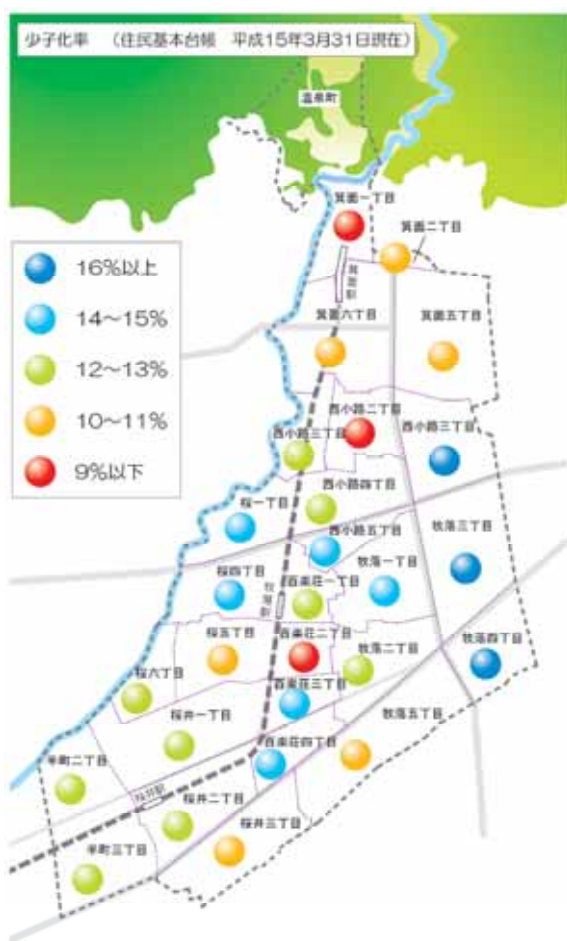 少子化率 (住民基本台帳 平成15年3月31日現在)
温泉町
箕面一丁目
箕面二丁目
16%以上
14～15%
12～13%
10～11%
9%以下
箕面駅
箕面六丁目
箕面五丁目
西小路二丁目
西小路三丁目
西小路三丁目
西小路四丁目
桜一丁目
西小路五丁目
牧落三丁目
桜四丁目
牧落駅
百楽荘一丁目
牧落一丁目
桜五丁目
百楽荘二丁目
牧落二丁目
牧落四丁目
桜六丁目
百楽荘三丁目
桜井一丁目
牧落五丁目
百楽荘四丁目
半町二丁目
桜井駅
桜井二丁目
桜井三丁目
半町三丁目